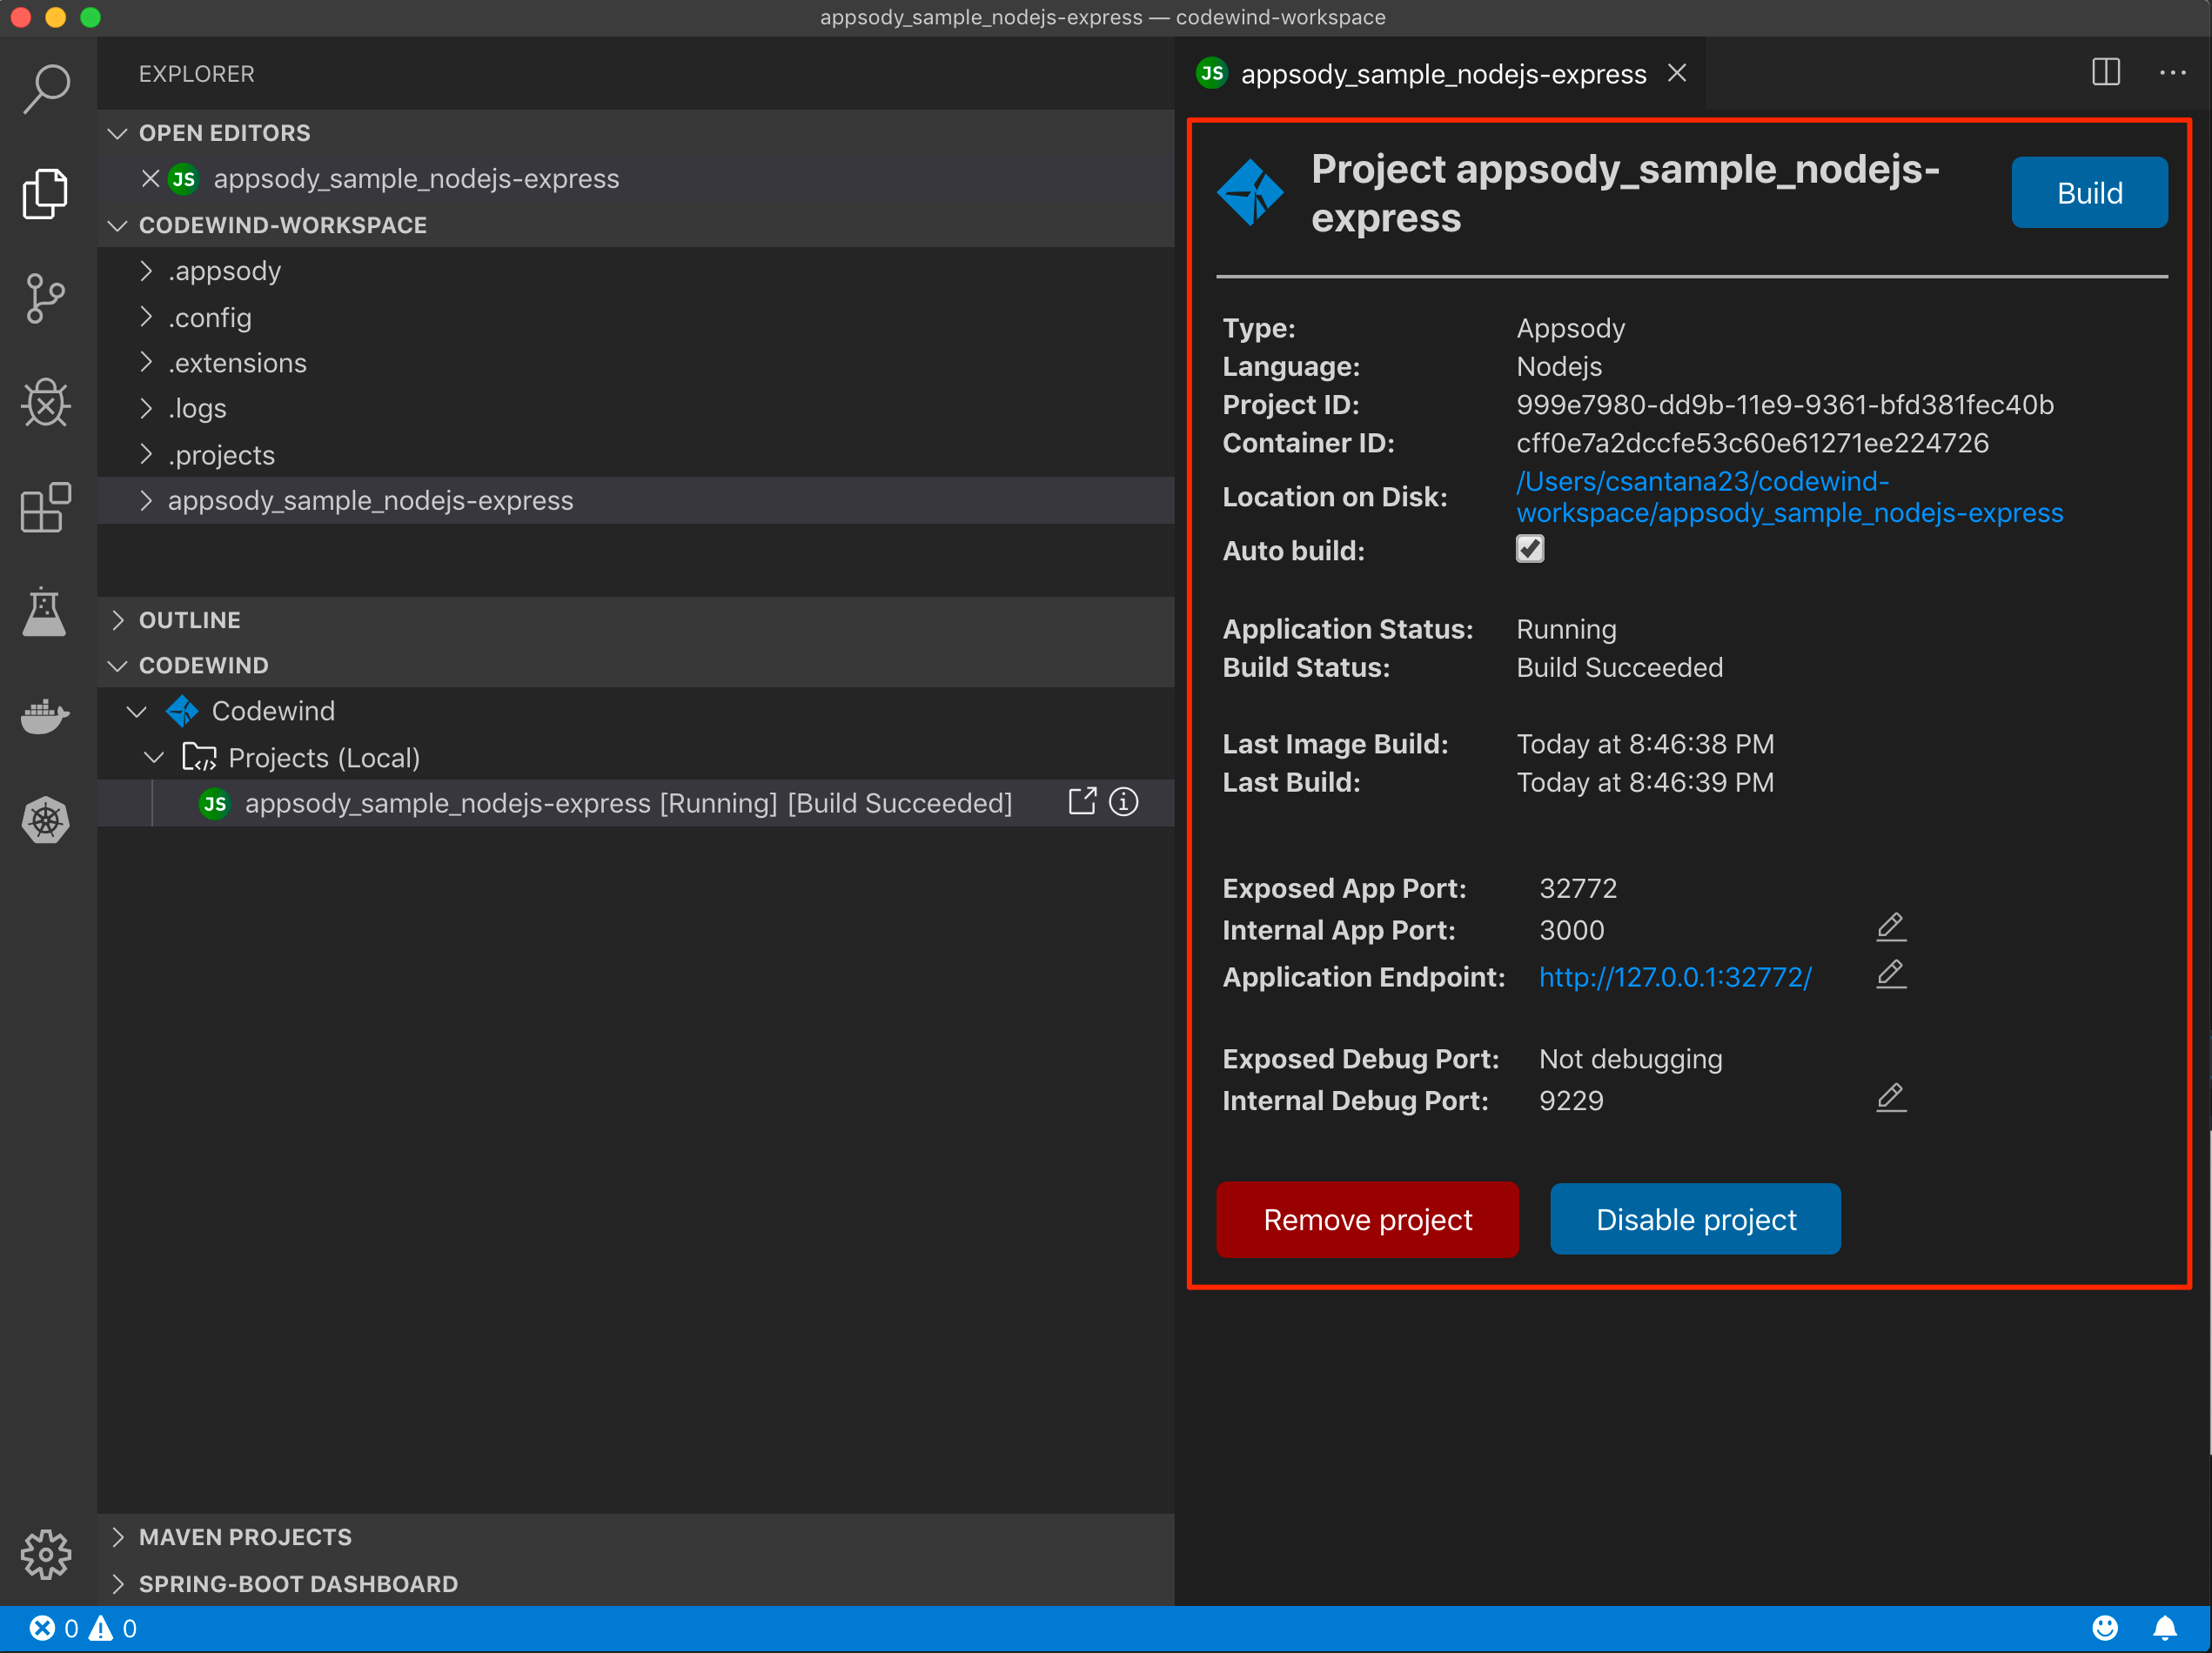 appsody_sample_nodejs-express — codewind-workspace
EXPLORER
OPEN EDITORS
JS appsody_sample_nodejs-express
CODEWIND-WORKSPACE
.appsody
.config
.extensions
.logs
.projects
appsody_sample_nodejs-express
OUTLINE
CODEWIND
Codewind
Projects (Local)
JS appsody_sample_nodejs-express [Running] [Build Succeeded]
MAVEN PROJECTS
SPRING-BOOT DASHBOARD
JS appsody_sample_nodejs-express
Project appsody_sample_nodejs-
express
Build
Type: Appsody
Language: Nodejs
Project ID: 999e7980-dd9b-11e9-9361-bfd381fec40b
Container ID: cff0e7a2dccfe53c60e61271ee224726
Location on Disk: /Users/csantana23/codewind-
workspace/appsody_sample_nodejs-express
Auto build:
Application Status: Running
Build Status: Build Succeeded
Last Image Build: Today at 8:46:38 PM
Last Build: Today at 8:46:39 PM
Exposed App Port: 32772
Internal App Port: 3000
Application Endpoint: http://127.0.0.1:32772/
Exposed Debug Port: Not debugging
Internal Debug Port: 9229
Remove project
Disable project
0 0